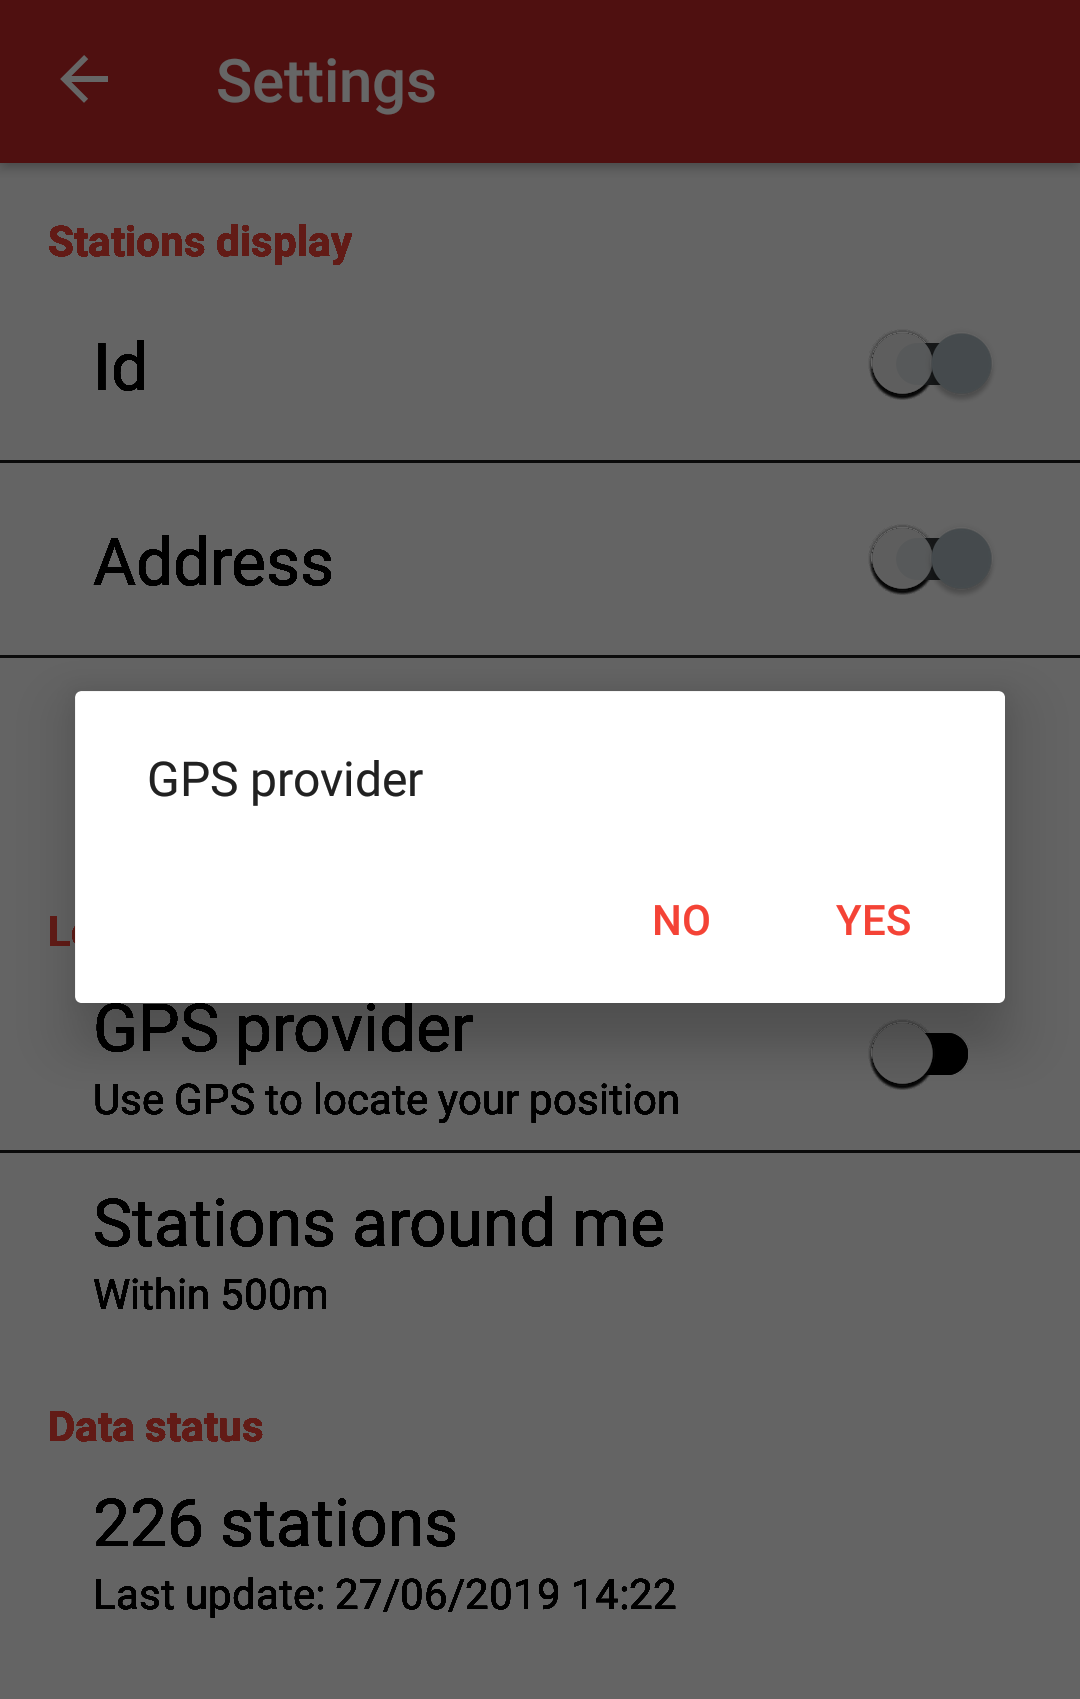 Settings
Stations display
Id
Address
GPS provider
NO YES
GPS provider
Use GPS to locate your position
Stations around me
Within 500m
Data status
226 stations
Last update: 27/06/2019 14:22